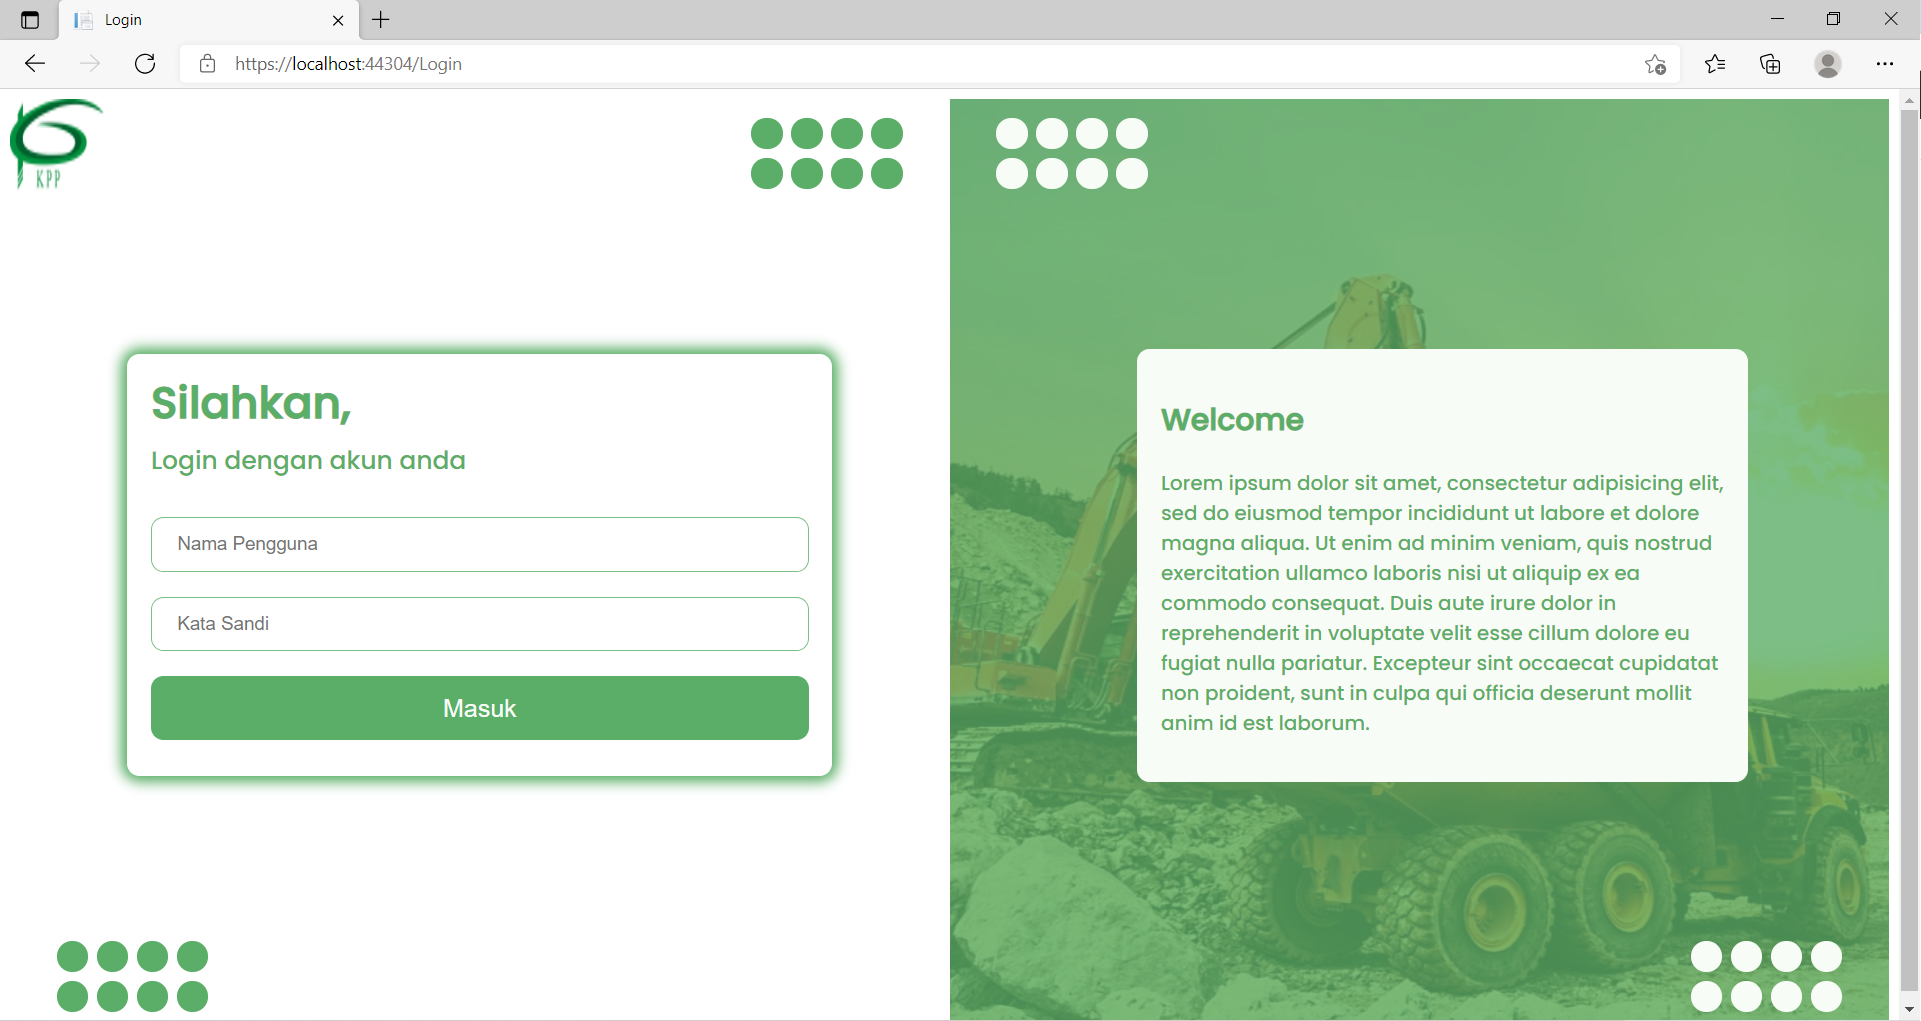 Login
https://localhost:44304/Login
KPP
Silahkan,
Login dengan akun anda
Nama Pengguna
Kata Sandi
Masuk
Welcome
Lorem ipsum dolor sit amet, consectetur adipisicing elit,
sed do eiusmod tempor incididunt ut labore et dolore
magna aliqua. Ut enim ad minim veniam, quis nostrud
exercitation ullamco laboris nisi ut aliquip ex ea
commodo consequat. Duis aute irure dolor in
reprehenderit in voluptate velit esse cillum dolore eu
fugiat nulla pariatur. Excepteur sint occaecat cupidatat
non proident, sunt in culpa qui officia deserunt mollit
anim id est laborum.